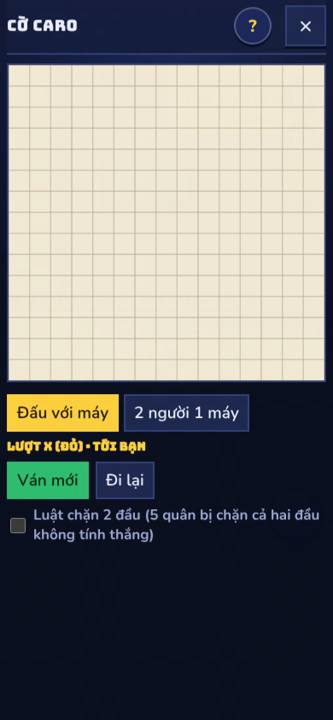 CỜ CARO
?
×
Đấu với máy
2 người 1 máy
LƯỢT X (ĐỎ) • TỚI BẠN
Ván mới
Đi lại
Luật chặn 2 đầu (5 quân bị chặn cả hai đầu
không tính thắng)